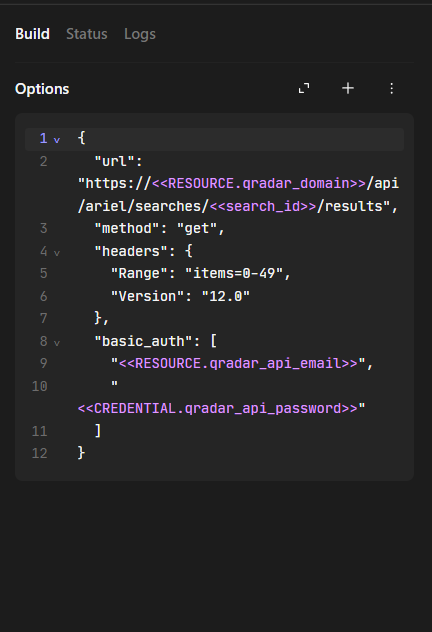 Build Status Logs
Options
1 {
2 "url":
"https://<<RESOURCE.qradar_domain>>/api
/ariel/searches/<<search_id>>/results",
3 "method": "get",
4 "headers": {
5 "Range": "items=0-49",
6 "Version": "12.0"
7 },
8 "basic_auth": [
9 "<<RESOURCE.qradar_api_email>>",
10 "
<<CREDENTIAL.qradar_api_password>>"
11 ]
12 }